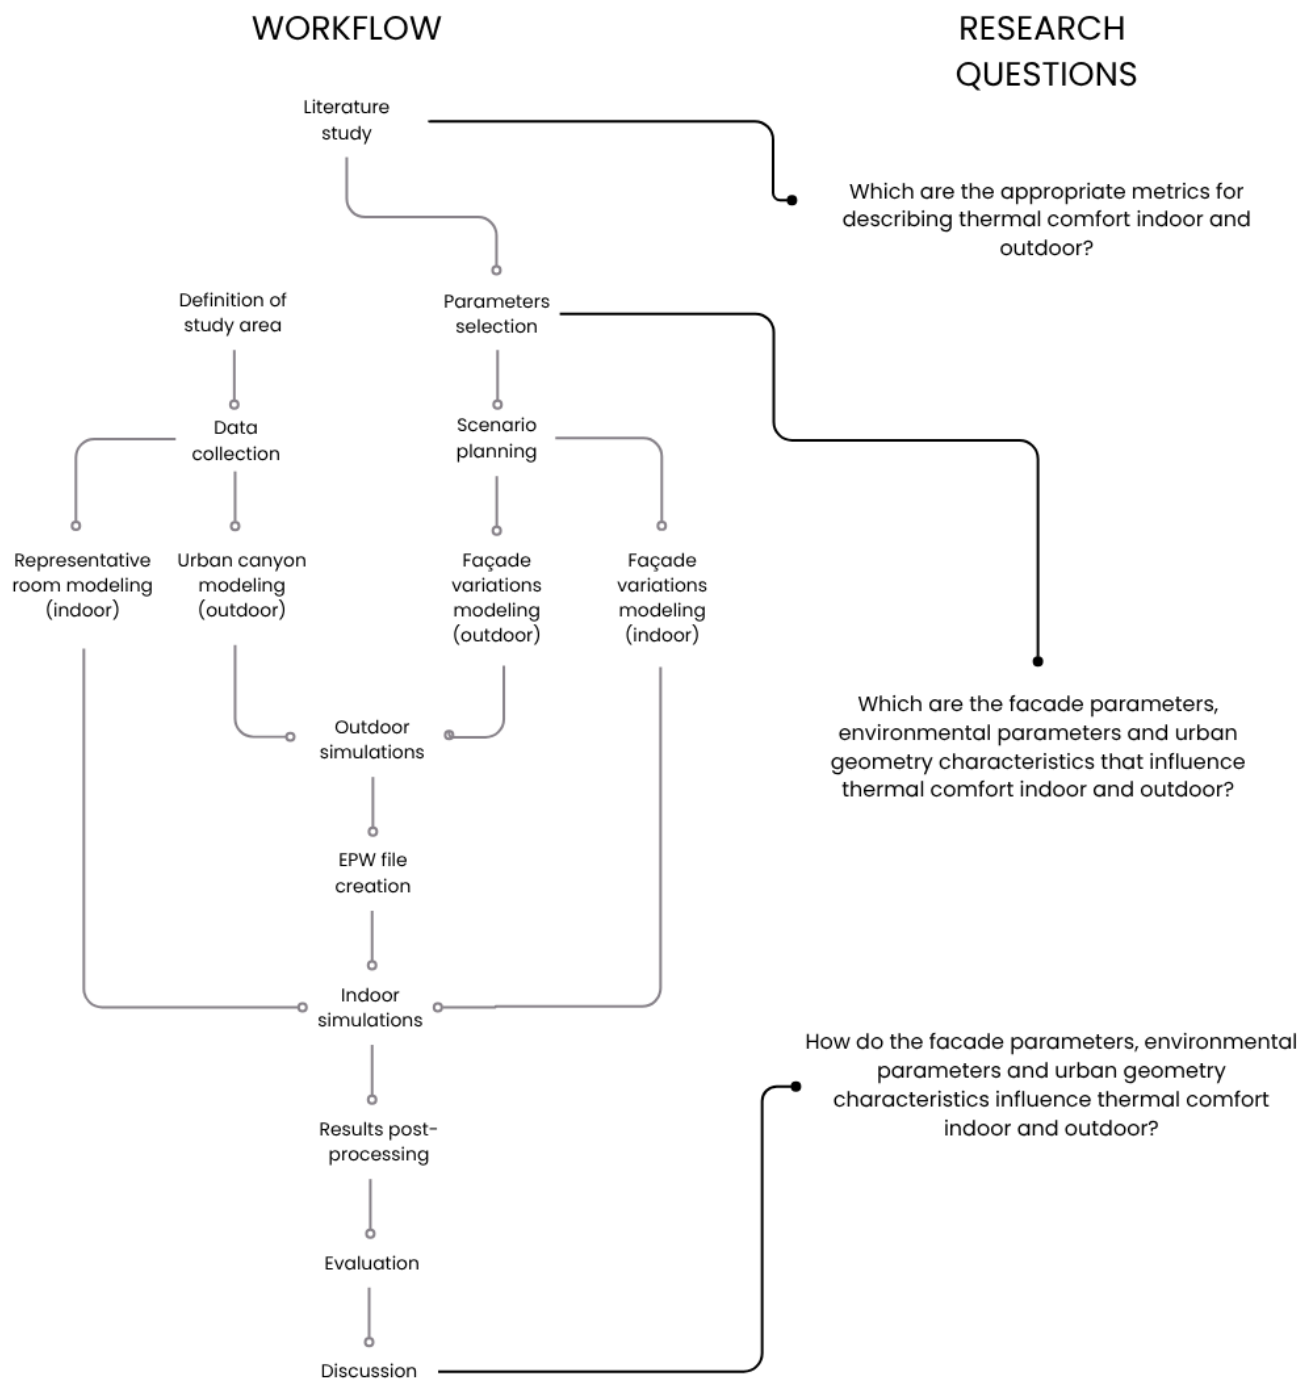 WORKFLOW
RESEARCH
QUESTIONS
Literature
study
Which are the appropriate metrics for
describing thermal comfort indoor and
outdoor?
Definition of
study area
Parameters
selection
Data
collection
Scenario
planning
Representative
room modeling
(indoor)
Urban canyon
modeling
(outdoor)
Façade
variations
modeling
(outdoor)
Façade
variations
modeling
(indoor)
Which are the facade parameters,
environmental parameters and urban
geometry characteristics that influence
thermal comfort indoor and outdoor?
Outdoor
simulations
EPW file
creation
Indoor
simulations
How do the facade parameters, environmental
parameters and urban geometry
characteristics influence thermal comfort
indoor and outdoor?
Results post-
processing
Evaluation
Discussion